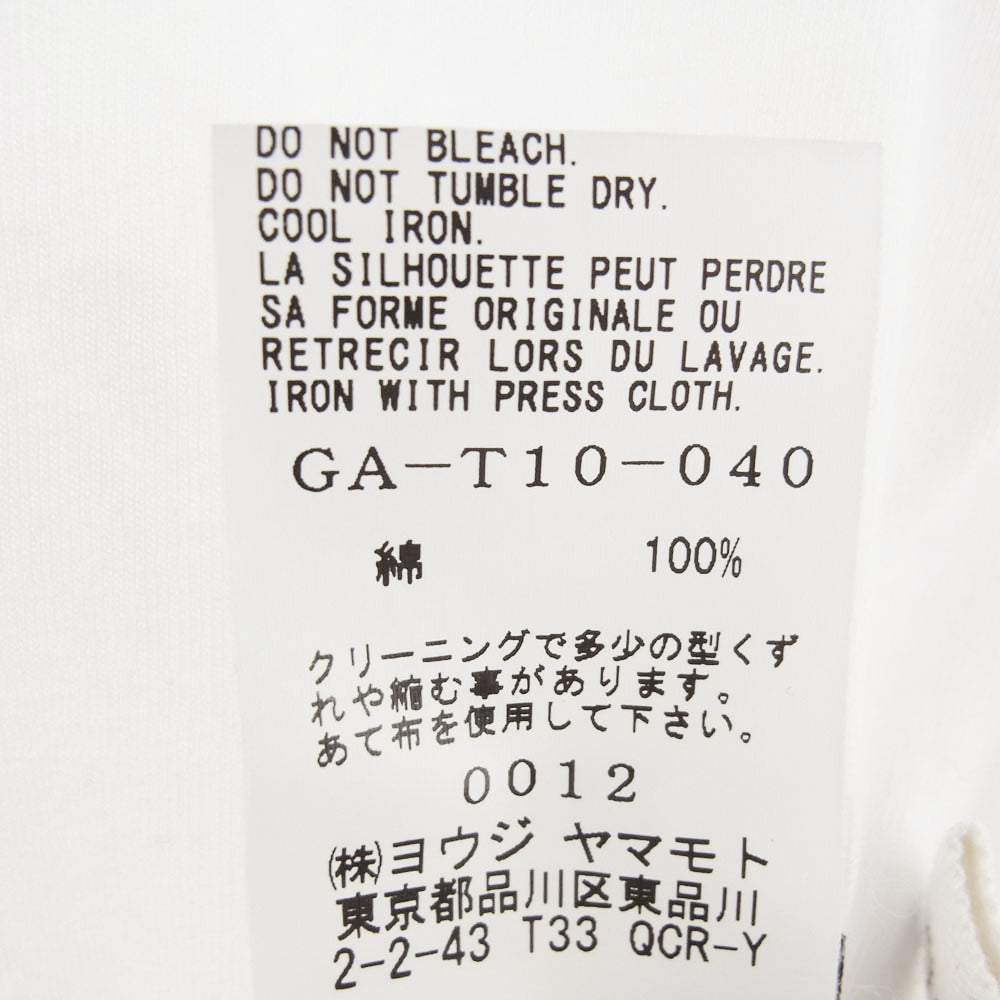 DO NOT BLEACH.
DO NOT TUMBLE DRY.
COOL IRON.
LA SILHOUETTE PEUT PERDRE
SA FORME ORIGINALE OU
RETRECIR LORS DU LAVAGE.
IRON WITH PRESS CLOTH.
GA-T10-040
綿 100%
クリーニングで多少の型くず
れや縮む事があります。
あて布を使用して下さい。
0012
㈱ヨウジ ヤマモト
東京都品川区東品川
2-2-43 T33 QCR-Y